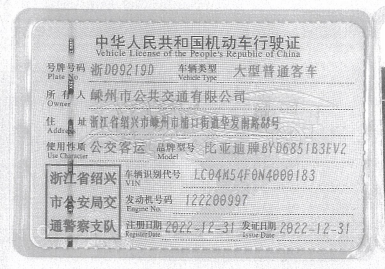 中华人民共和国机动车行驶证
Vehicle License of the People's Republic of China
号牌号码 浙D09219D 车辆类型 大型普通客车
Plate No. Vehicle Type
所有人 嵊州市公共交通有限公司
Owner
住址 浙江省绍兴市嵊州市浦口街道华发南路88号
Address
使用性质 公交客运 品牌型号 比亚迪牌BYD6851B3EV2
Use Character Model
浙江省绍兴 车辆识别代号 LC04M54F0N4000183
VIN
市公安局交 发动机号码 122200997
Engine No.
通警察支队 注册日期 2022-12-31 发证日期 2022-12-31
Register Date Issue Date